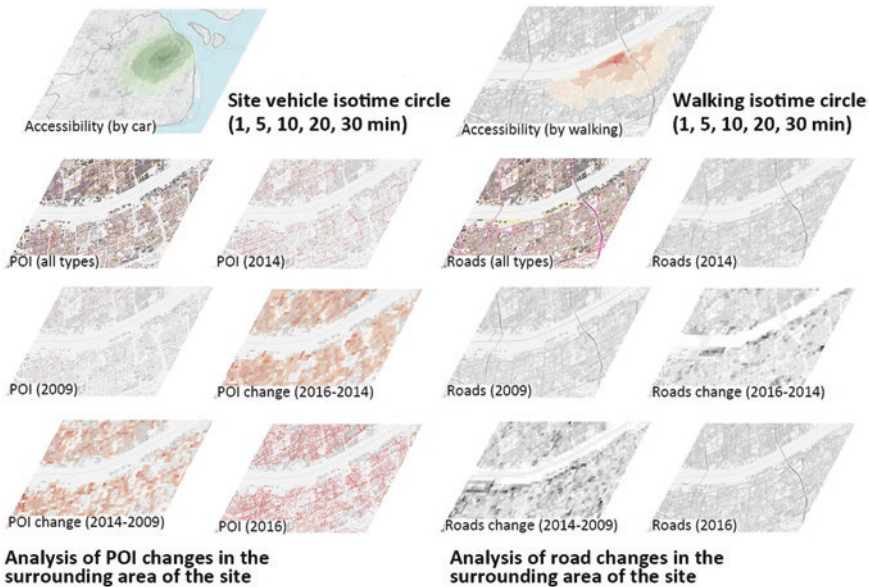 Accessibility (by car)
Site vehicle isotime circle
(1, 5, 10, 20, 30 min)
Accessibility (by walking)
Walking isotime circle
(1, 5, 10, 20, 30 min)
POI (all types)
POI (2014)
Roads (all types)
Roads (2014)
POI (2009)
POI change (2016-2014)
Roads (2009)
Roads change (2016-2014)
POI change (2014-2009)
POI (2016)
Roads change (2014-2009)
Roads (2016)
Analysis of POI changes in the
surrounding area of the site
Analysis of road changes in the
surrounding area of the site